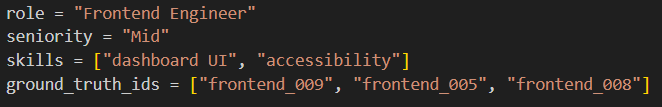 role = "Frontend Engineer"
seniority = "Mid"
skills = ["dashboard UI", "accessibility"]
ground_truth_ids = ["frontend_009", "frontend_005", "frontend_008"]